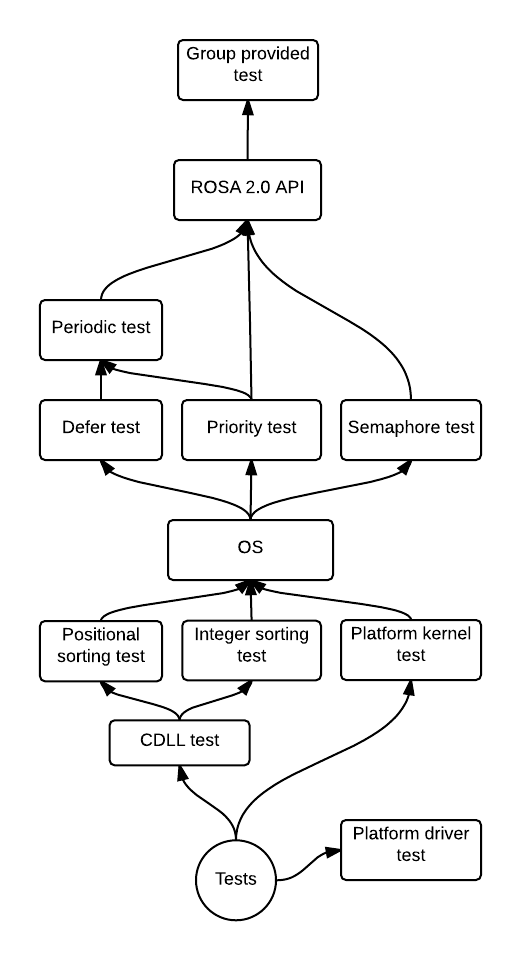 Group provided
test
ROSA 2.0 API
Periodic test
Defer test
Priority test
Semaphore test
OS
Positional
sorting test
Integer sorting
test
Platform kernel
test
CDLL test
Platform driver
test
Tests